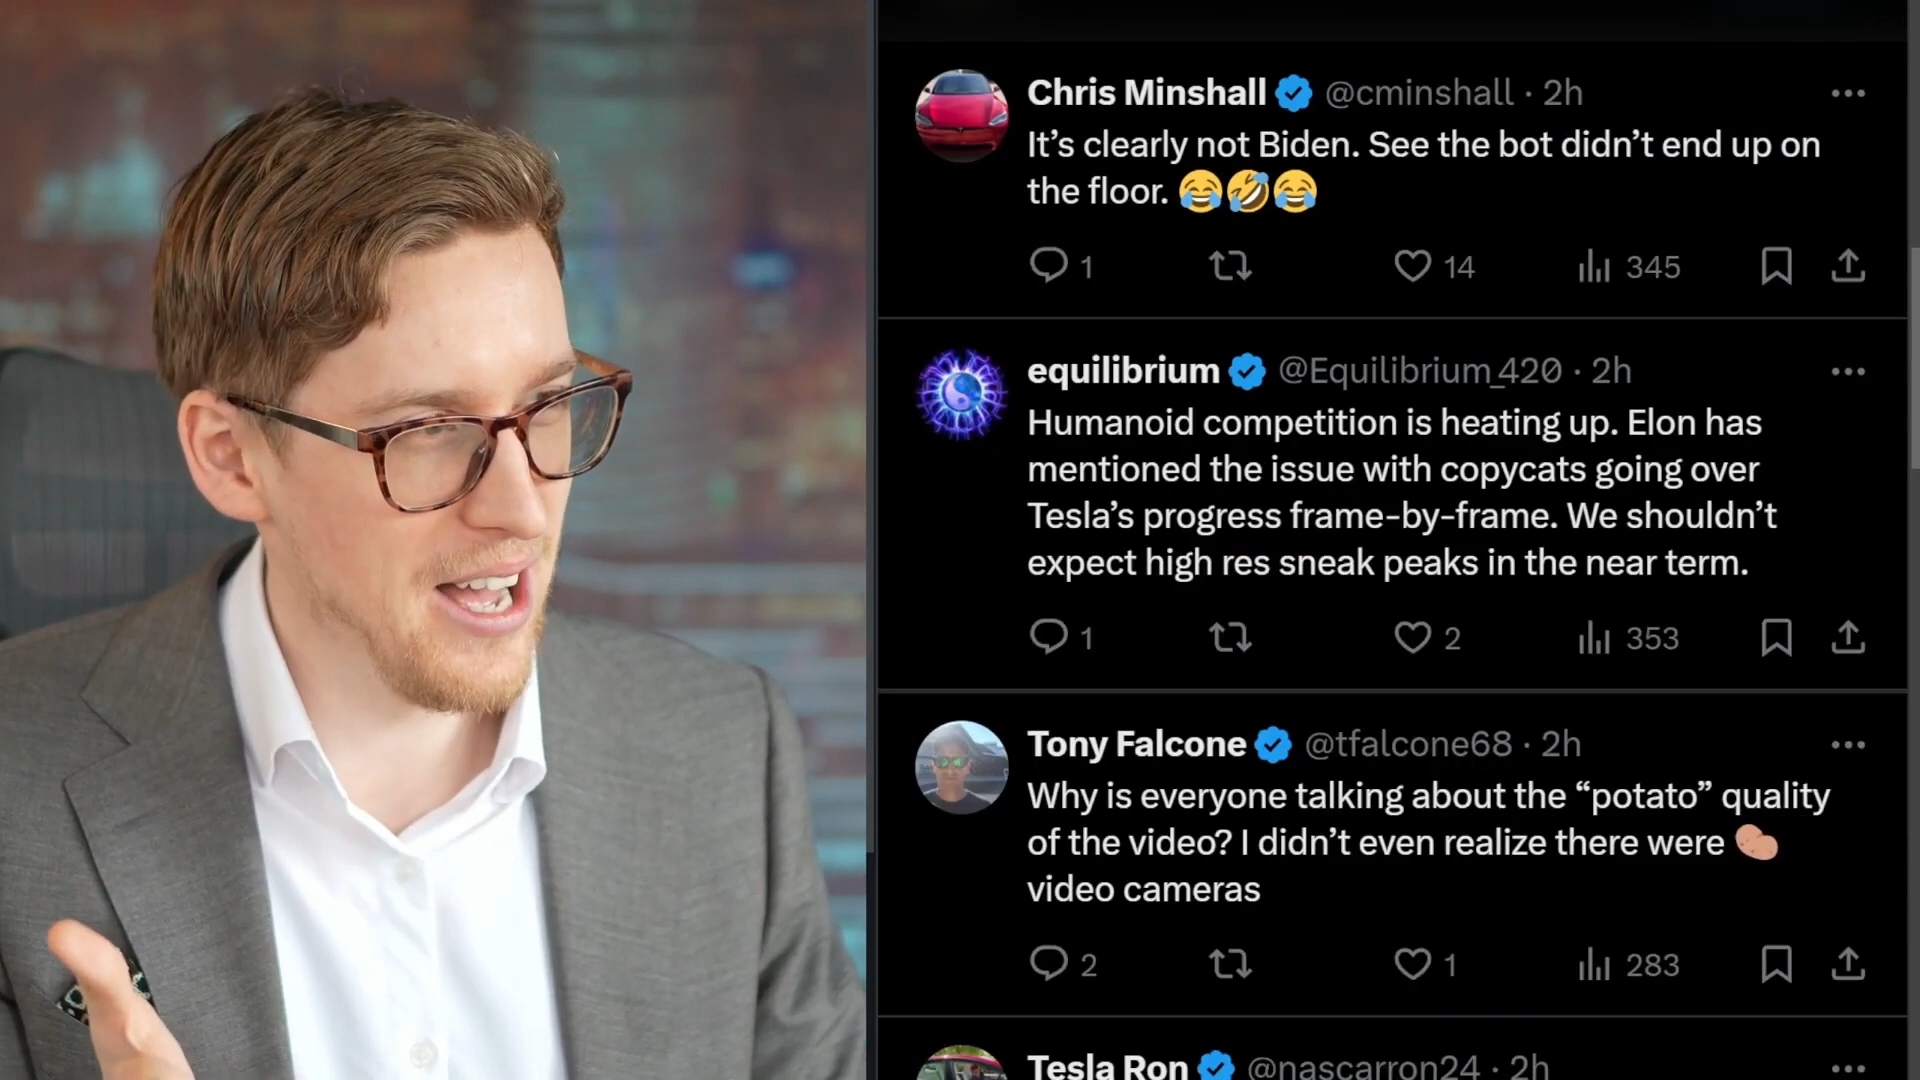 Chris Minshall @cminshall · 2h
It’s clearly not Biden. See the bot didn’t end up on
the floor. 😂🤣😂
1 14 345
equilibrium @Equilibrium_420 · 2h
Humanoid competition is heating up. Elon has
mentioned the issue with copycats going over
Tesla’s progress frame-by-frame. We shouldn’t
expect high res sneak peaks in the near term.
1 2 353
Tony Falcone @tfalcone68 · 2h
Why is everyone talking about the “potato” quality
of the video? I didn’t even realize there were 🥔
video cameras
2 1 283
Tesla Ron @nascarron24 · 2h